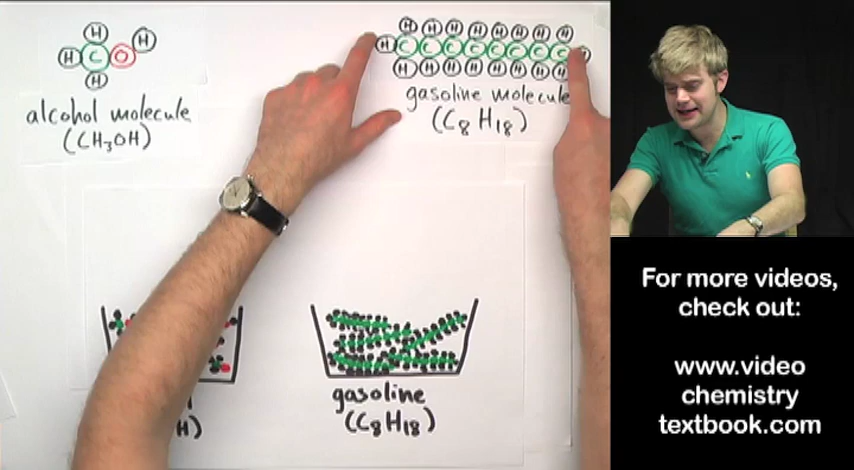 H
H
H C O
H
alcohol molecule
(CH₃OH)
H H H H H H H H
H C C C C C C C C
H H H H H H H H
gasoline molecule
(C₈H₁₈)
H)
gasoline
(C₈H₁₈)
For more videos,
check out:
www.video
chemistry
textbook.com